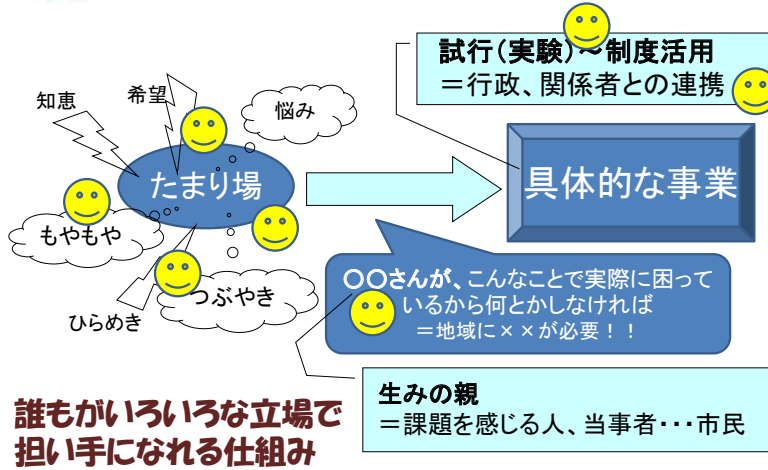 試行(実験)～制度活用
＝行政、関係者との連携
知恵
希望
悩み
たまり場
具体的な事業
もやもや
つぶやき
ひらめき
〇〇さんが、こんなことで実際に困って
いるから何とかしなければ
＝地域に××が必要！！
生みの親
＝課題を感じる人、当事者・・・市民
誰もがいろいろな立場で
担い手になれる仕組み